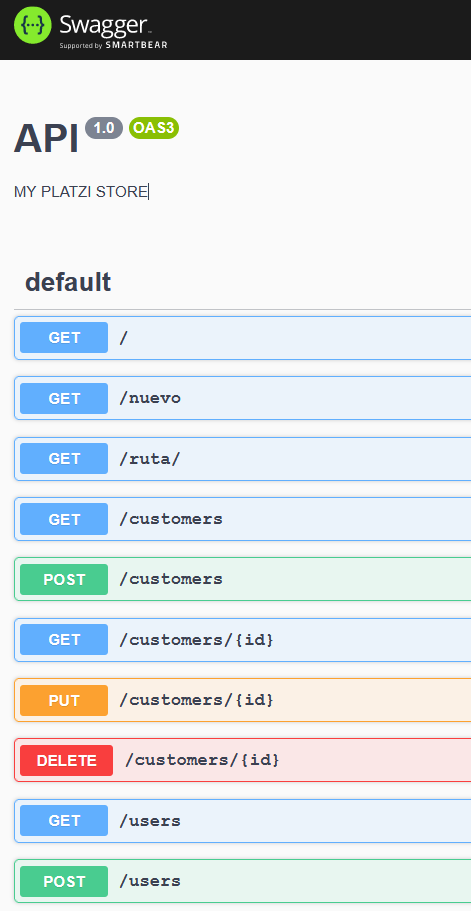 Swagger
Supported by SMARTBEAR
API 1.0 OAS3
MY PLATZI STORE
default
GET /
GET /nuevo
GET /ruta/
GET /customers
POST /customers
GET /customers/{id}
PUT /customers/{id}
DELETE /customers/{id}
GET /users
POST /users